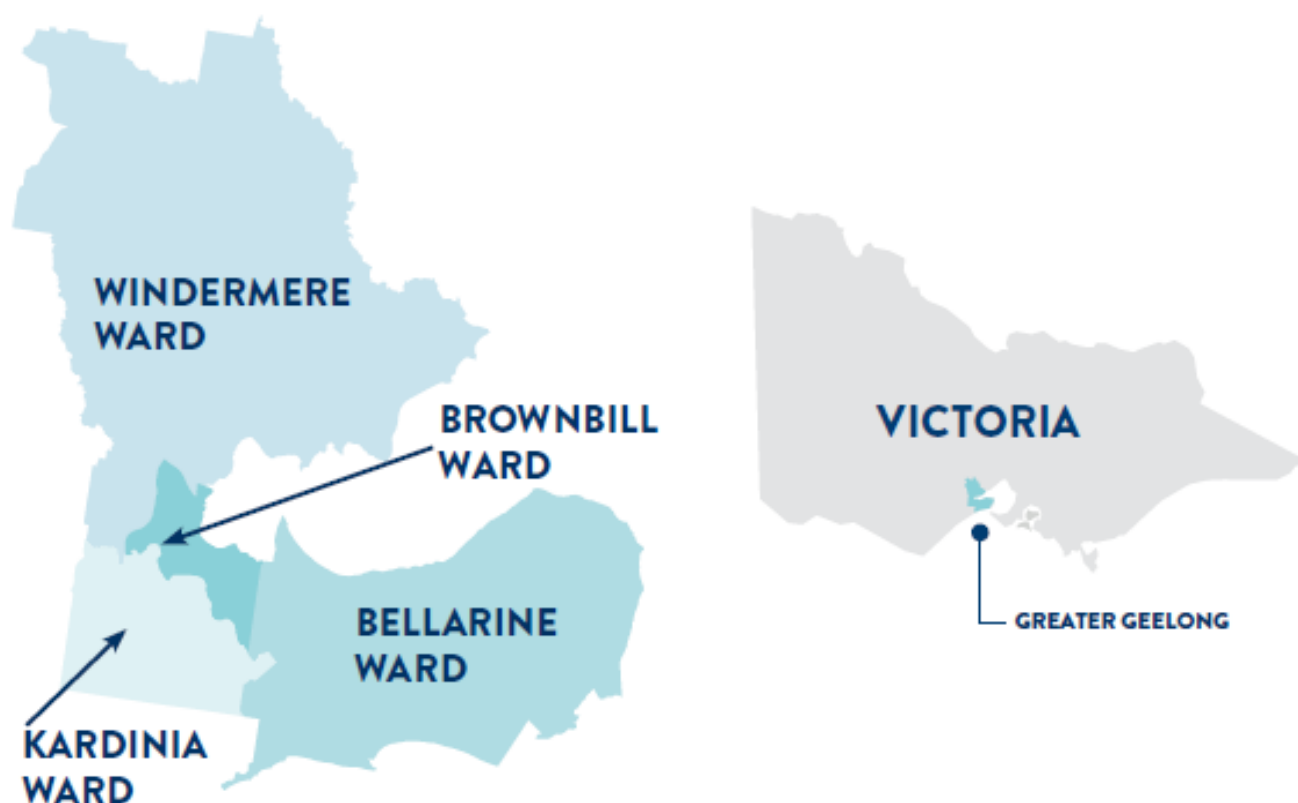 WINDERMERE
WARD
BROWNBILL
WARD
BELLARINE
WARD
KARDINIA
WARD
VICTORIA
GREATER GEELONG